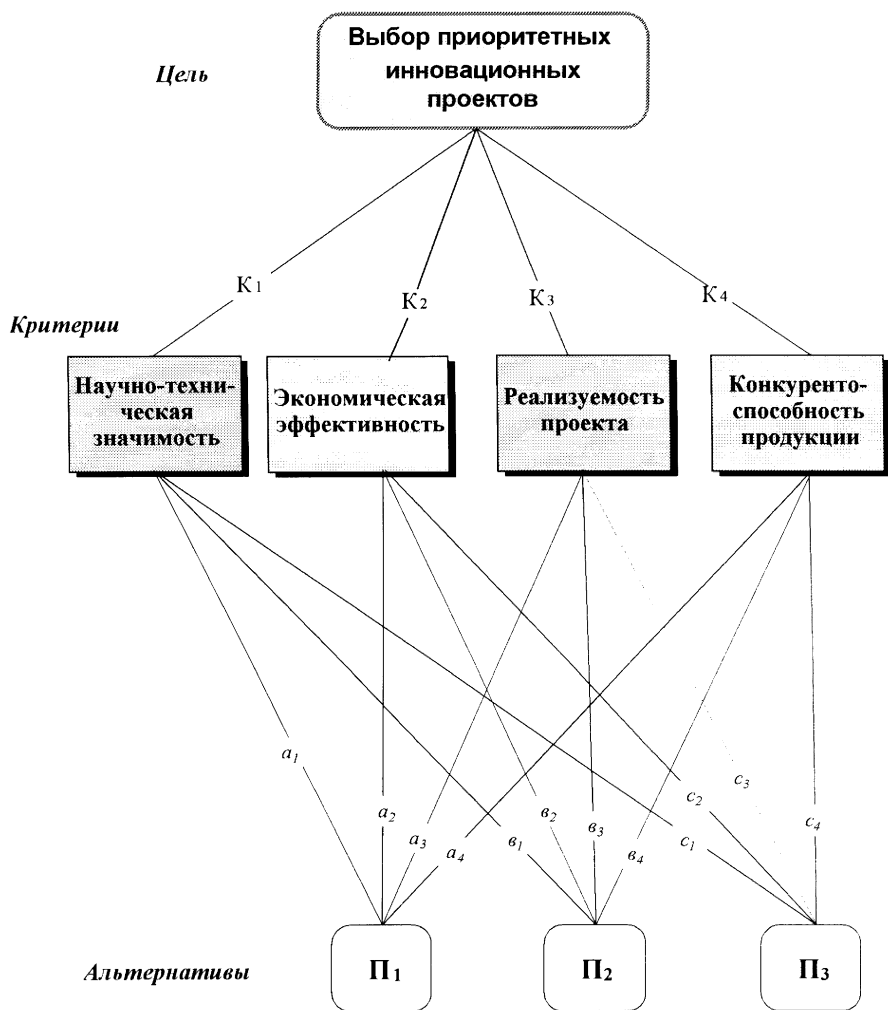 Выбор приоритетных
инновационных
проектов
Цель
К1
К2
К3
К4
Критерии
Научно-техни-
ческая
значимость
Экономическая
эффективность
Реализуемость
проекта
Конкуренто-
способность
продукции
a1
a2
a3
a4
в1
в2
в3
в4
c1
c2
c3
c4
Альтернативы
П1
П2
П3